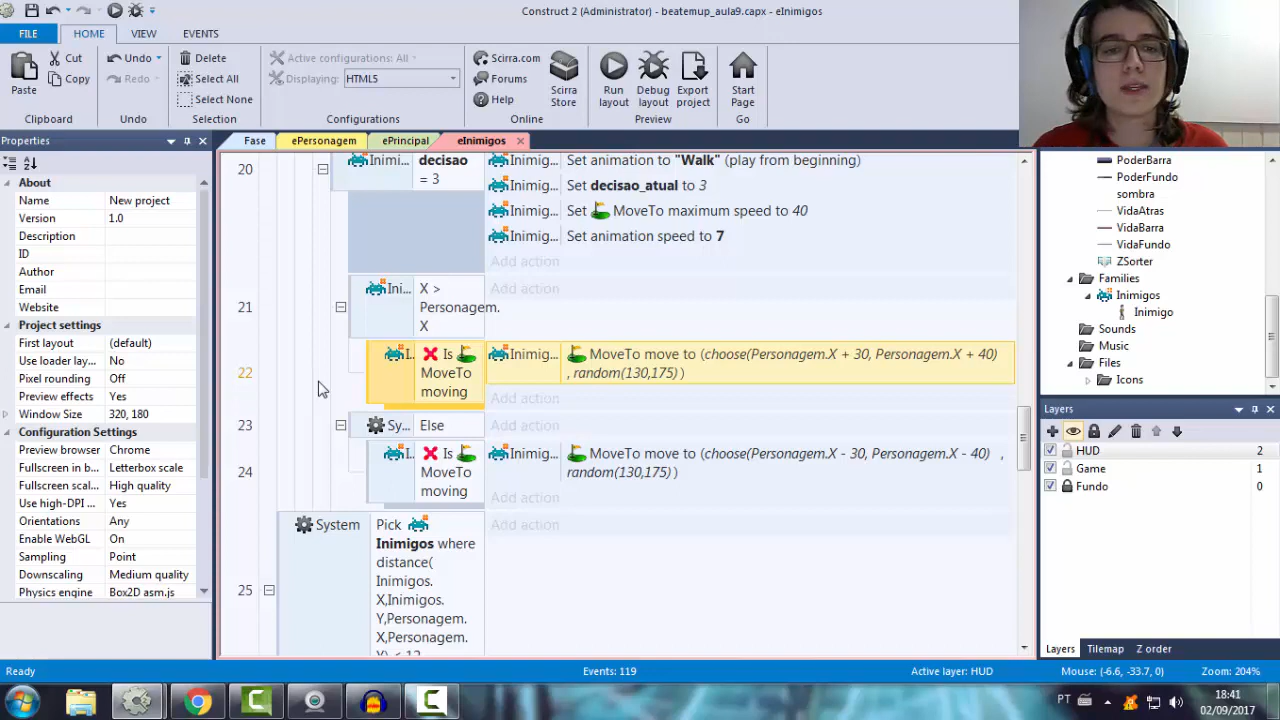 Construct 2 (Administrator) - beatemup_aula9.capx - eInimigos
FILE HOME VIEW EVENTS
Paste
Cut
Copy
Clipboard
Undo
Redo
Undo
Delete
Select All
Select None
Selection
Active configurations: All
Displaying: HTML5
Configurations
Scirra.com
Forums
Help
Scirra Store
Online
Run layout
Debug layout
Export project
Preview
Start Page
Go
Properties
About
Name New project
Version 1.0
Description
ID
Author
Email
Website
Project settings
First layout (default)
Use loader lay... No
Pixel rounding Off
Preview effects Yes
Window Size 320, 180
Configuration Settings
Preview browser Chrome
Fullscreen in b... Letterbox scale
Fullscreen scal... High quality
Use high-DPI ... Yes
Orientations Any
Enable WebGL On
Sampling Point
Downscaling Medium quality
Physics engine Box2D asm.js
Fase ePersonagem ePrincipal eInimigos
20 Inimi... decisao = 3
Inimig... Set animation to "Walk" (play from beginning)
Inimig... Set decisao_atual to 3
Inimig... Set MoveTo maximum speed to 40
Inimig... Set animation speed to 7
Add action
21 Ini... X > Personagem. X
Add action
22 I... Is MoveTo moving
Inimig... MoveTo move to (choose(Personagem.X + 30, Personagem.X + 40)
, random(130,175) )
Add action
23 Sy... Else
Add action
24 I... Is MoveTo moving
Inimig... MoveTo move to (choose(Personagem.X - 30, Personagem.X - 40) ,
random(130,175) )
Add action
25 System Pick
Inimigos where
distance(
Inimigos.
X,Inimigos.
Y,Personagem.
X,Personagem.
Add action
PoderBarra
PoderFundo
sombra
VidaAtras
VidaBarra
VidaFundo
ZSorter
Families
Inimigos
Inimigo
Sounds
Music
Files
Icons
Layers
HUD 2
Game 1
Fundo 0
Layers Tilemap Z order
Ready Events: 119 Active layer: HUD Mouse: (-6.6, -33.7, 0) Zoom: 204%
PT
18:41
02/09/2017